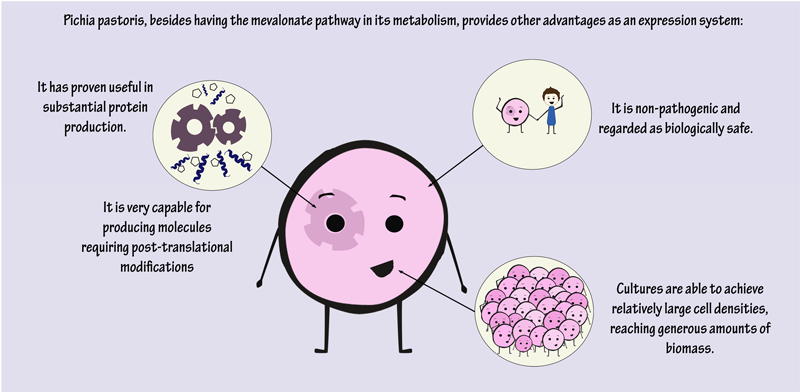 Pichia pastoris, besides having the mevalonate pathway in its metabolism, provides other advantages as an expression system:
It has proven useful in
substantial protein
production.
It is very capable for
producing molecules
requiring post-translational
modifications
It is non-pathogenic and
regarded as biologically safe.
Cultures are able to achieve
relatively large cell densities,
reaching generous amounts of
biomass.